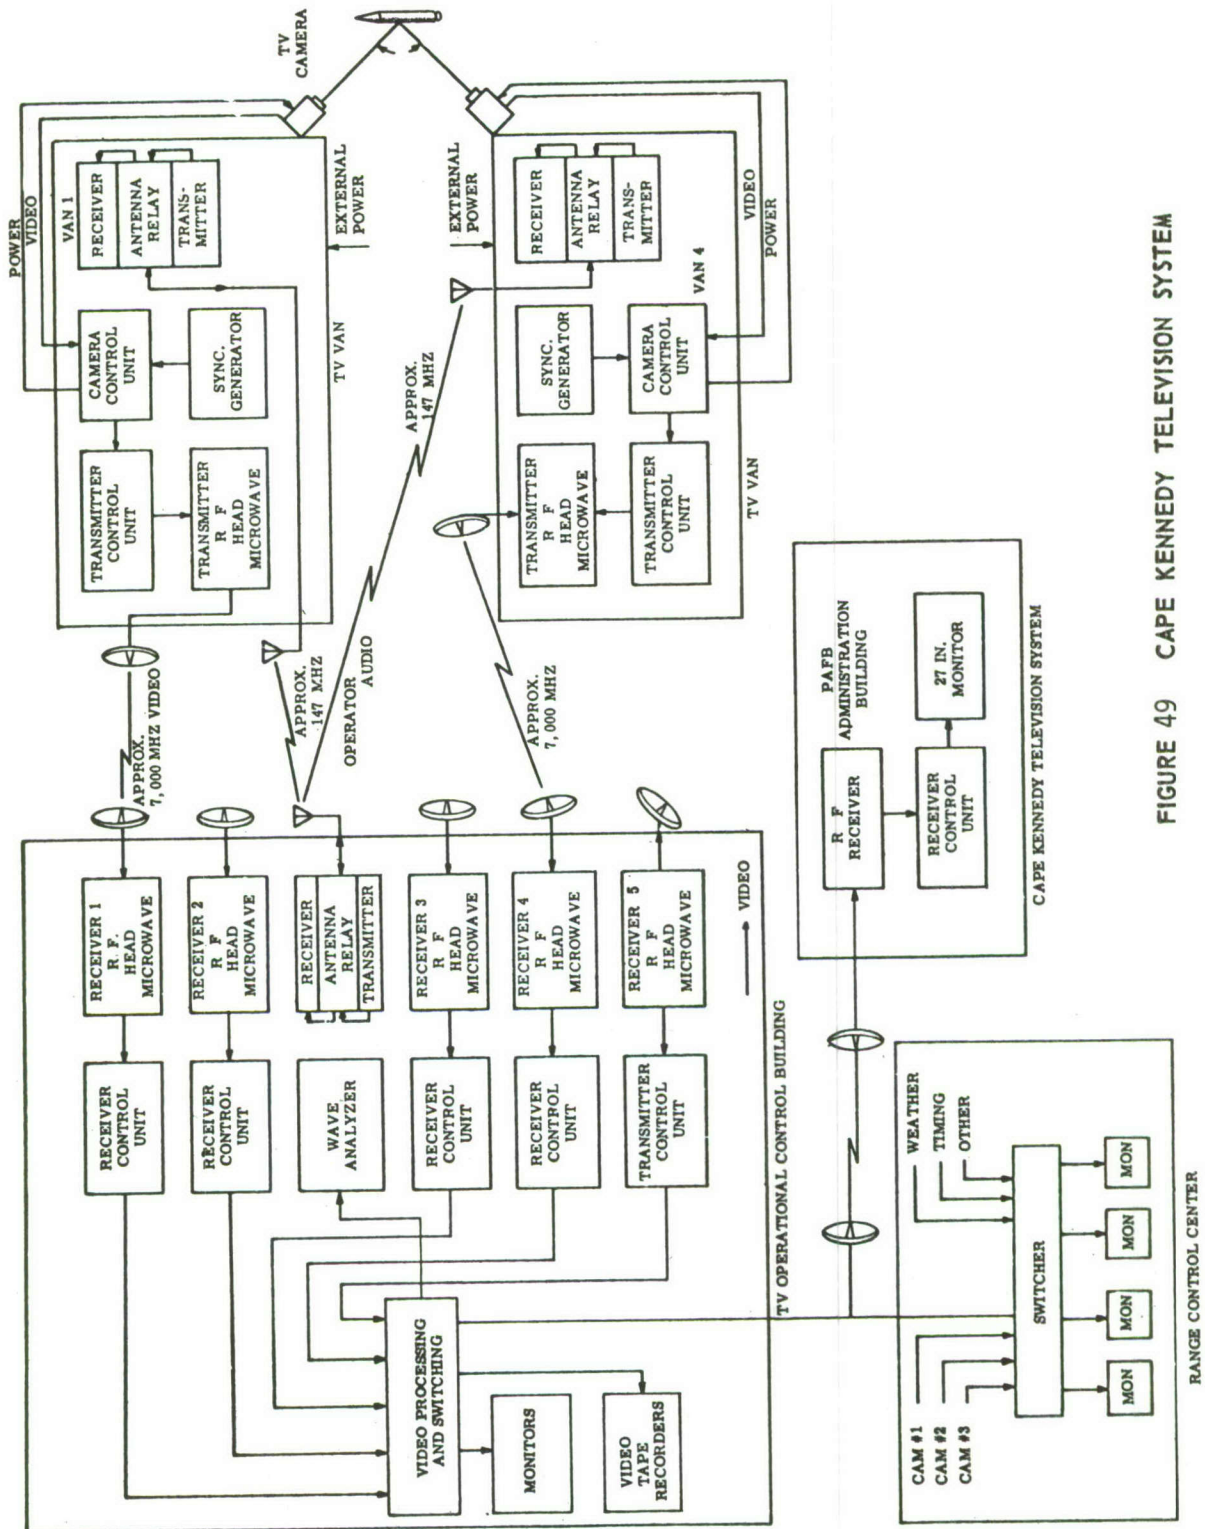 TV
CAMERA
POWER
VIDEO
VAN 1
RECEIVER
ANTENNA
RELAY
TRANS-
MITTER
CAMERA
CONTROL
UNIT
SYNC.
GENERATOR
TRANSMITTER
CONTROL
UNIT
TRANSMITTER
R F
HEAD
MICROWAVE
TV VAN
EXTERNAL
POWER
EXTERNAL
POWER
RECEIVER
ANTENNA
RELAY
TRANS-
MITTER
VIDEO
POWER
VAN 4
SYNC.
GENERATOR
CAMERA
CONTROL
UNIT
TRANSMITTER
R F
HEAD
MICROWAVE
TRANSMITTER
CONTROL
UNIT
TV VAN
APPROX.
7,000 MHZ VIDEO
APPROX.
147 MHZ
OPERATOR
AUDIO
APPROX.
147 MHZ
APPROX.
7,000 MHZ
RECEIVER 1
R. F.
HEAD
MICROWAVE
RECEIVER 2
R F
HEAD
MICROWAVE
RECEIVER
ANTENNA
RELAY
TRANSMITTER
RECEIVER 3
R F
HEAD
MICROWAVE
RECEIVER 4
R F
HEAD
MICROWAVE
RECEIVER 5
R F
HEAD
MICROWAVE
VIDEO
RECEIVER
CONTROL
UNIT
RECEIVER
CONTROL
UNIT
WAVE
ANALYZER
RECEIVER
CONTROL
UNIT
RECEIVER
CONTROL
UNIT
TRANSMITTER
CONTROL
UNIT
VIDEO PROCESSING
AND SWITCHING
MONITORS
VIDEO
TAPE
RECORDERS
TV OPERATIONAL CONTROL BUILDING
PAFB
ADMINISTRATION
BUILDING
R F
RECEIVER
RECEIVER
CONTROL
UNIT
27 IN.
MONITOR
CAPE KENNEDY TELEVISION SYSTEM
CAM #1
CAM #2
CAM #3
WEATHER
TIMING
OTHER
SWITCHER
MON
MON
MON
MON
RANGE CONTROL CENTER
FIGURE 49 CAPE KENNEDY TELEVISION SYSTEM